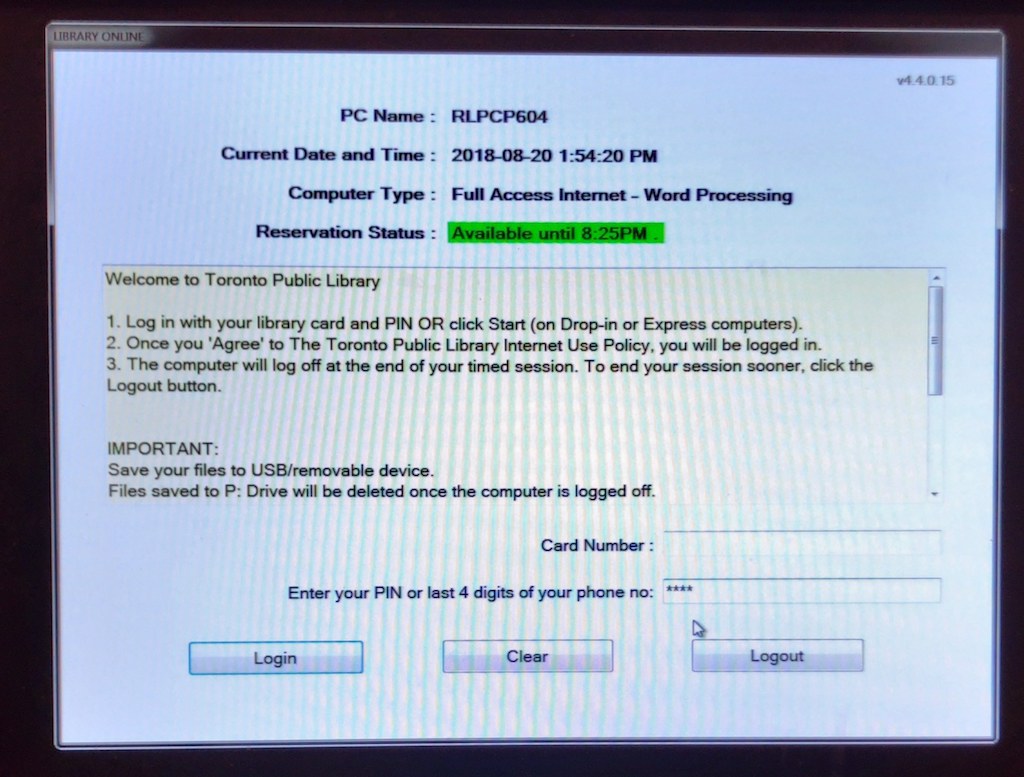 LIBRARY ONLINE
v4.4.0.15
PC Name : RLPCP604
Current Date and Time : 2018-08-20 1:54:20 PM
Computer Type : Full Access Internet - Word Processing
Reservation Status : Available until 8:25PM .
Welcome to Toronto Public Library
1. Log in with your library card and PIN OR click Start (on Drop-in or Express computers).
2. Once you 'Agree' to The Toronto Public Library Internet Use Policy, you will be logged in.
3. The computer will log off at the end of your timed session. To end your session sooner, click the
Logout button.
IMPORTANT:
Save your files to USB/removable device.
Files saved to P: Drive will be deleted once the computer is logged off.
Card Number :
Enter your PIN or last 4 digits of your phone no: ****
Login Clear Logout